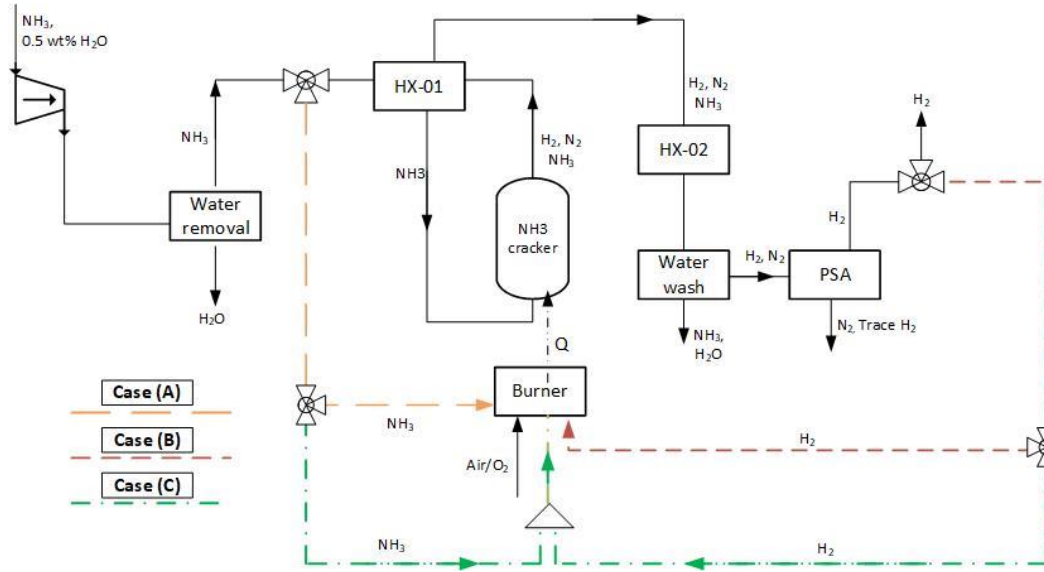 NH₃,
0.5 wt% H₂O
NH₃
Water
removal
H₂O
HX-01
NH3
H₂, N₂
NH₃
NH3
cracker
Q
Burner
Air/O₂
H₂, N₂
NH₃
HX-02
Water
wash
NH₃,
H₂O
H₂, N₂
PSA
N₂, Trace H₂
H₂
H₂
Case (A)
Case (B)
Case (C)
NH₃
H₂
NH₃
H₂